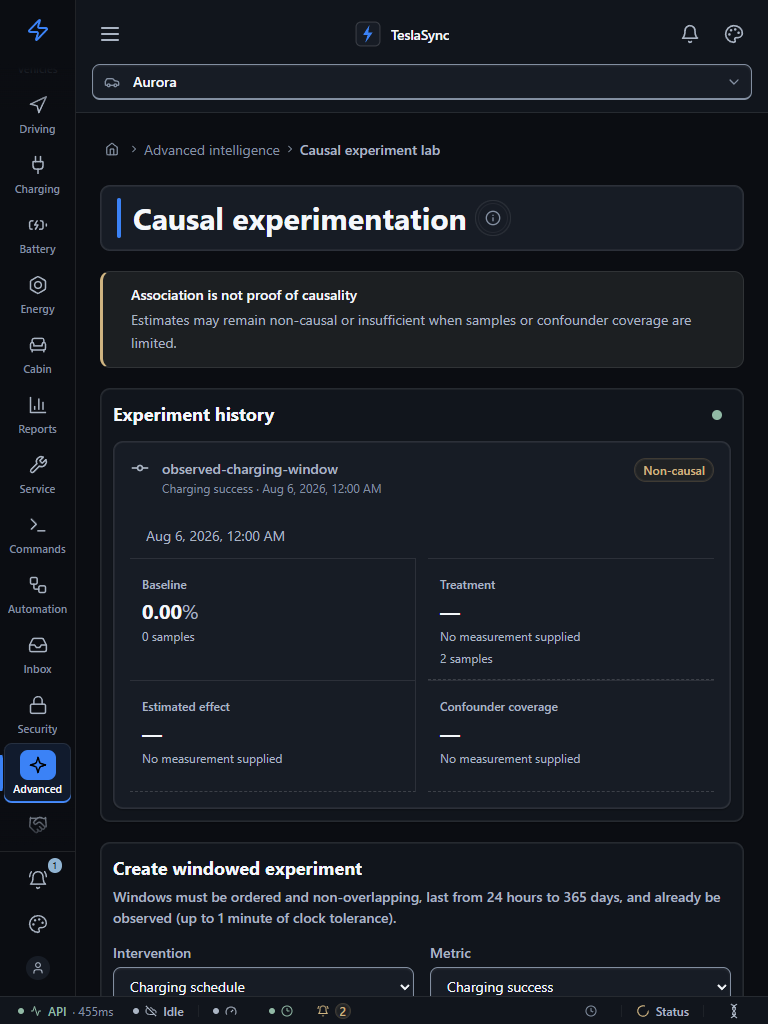 TeslaSync
Aurora
Driving
Charging
Battery
Energy
Cabin
Reports
Service
Commands
Automation
Inbox
Security
Advanced
1
Advanced intelligence
Causal experiment lab
Causal experimentation
Association is not proof of causality
Estimates may remain non-causal or insufficient when samples or confounder coverage are
limited.
Experiment history
observed-charging-window
Non-causal
Charging success · Aug 6, 2026, 12:00 AM
Aug 6, 2026, 12:00 AM
Baseline
0.00%
0 samples
Treatment
—
No measurement supplied
2 samples
Estimated effect
—
No measurement supplied
Confounder coverage
—
No measurement supplied
Create windowed experiment
Windows must be ordered and non-overlapping, last from 24 hours to 365 days, and already be
observed (up to 1 minute of clock tolerance).
Intervention
Charging schedule
Metric
Charging success
API · 455ms
Idle
2
Status